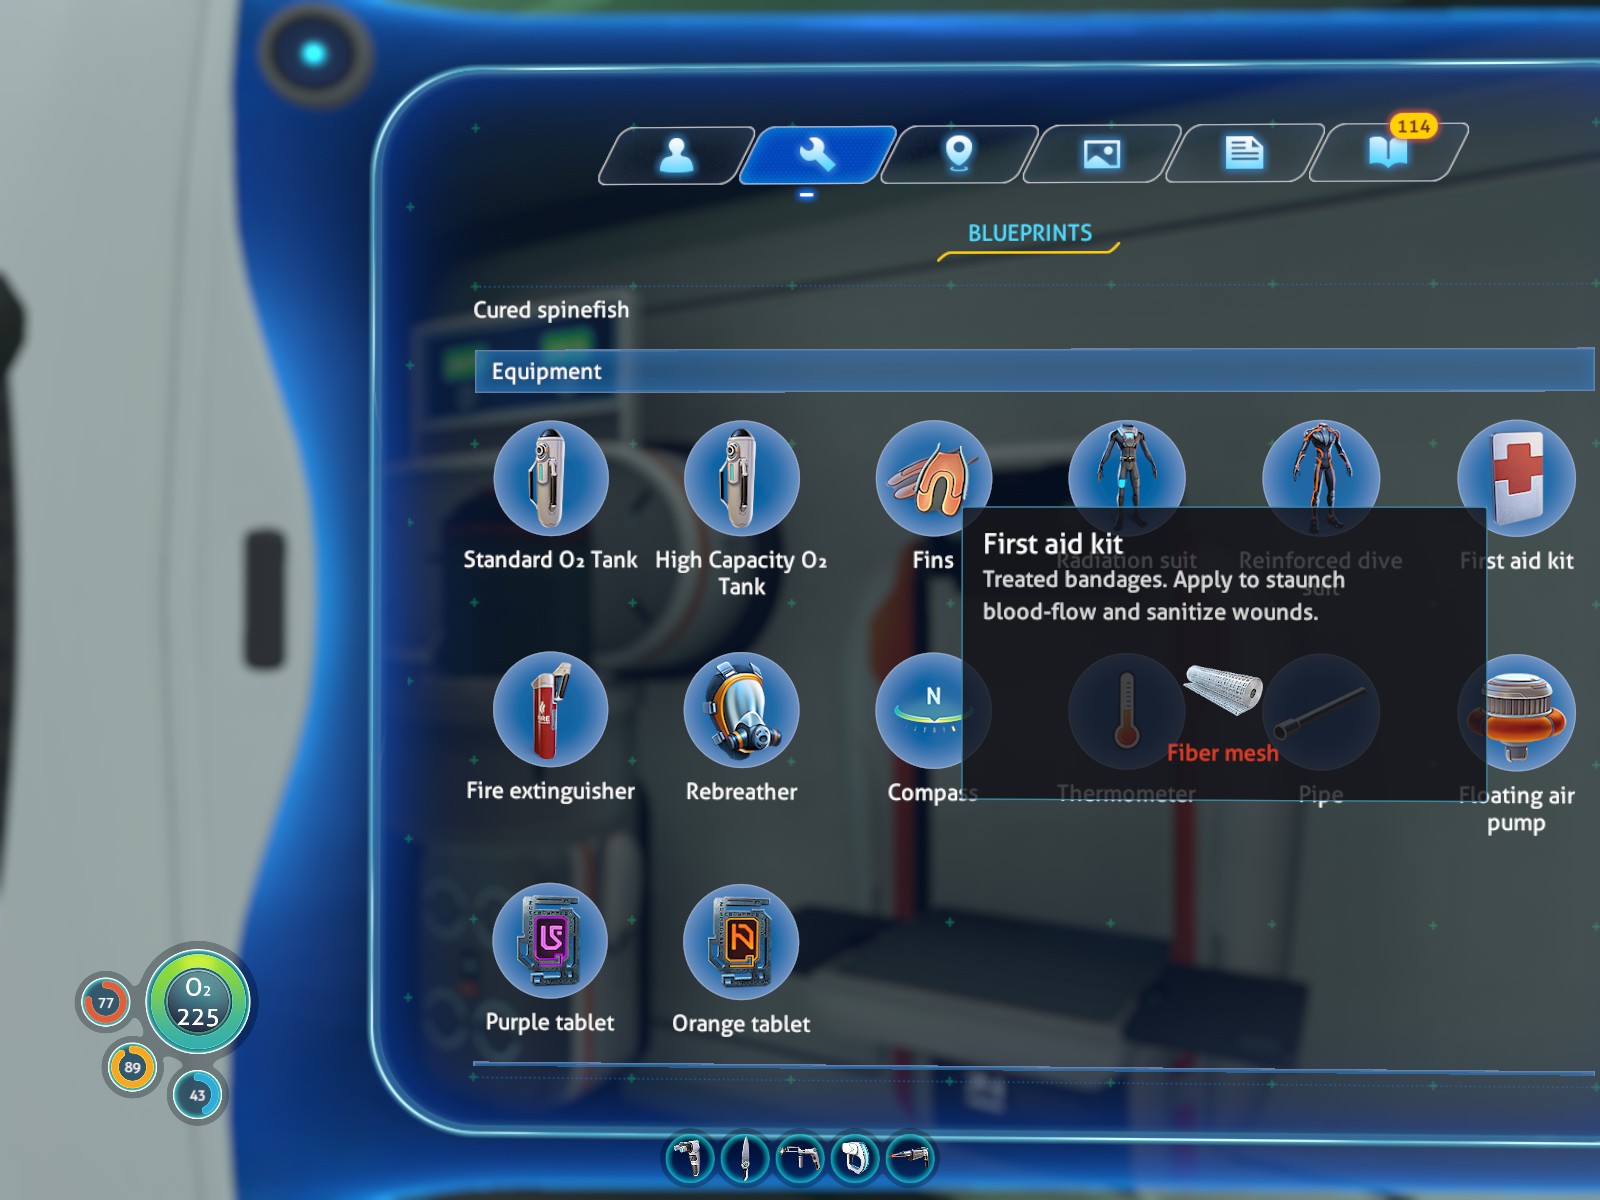 114
BLUEPRINTS
Cured spinefish
Equipment
Standard O₂ Tank
High Capacity O₂
Tank
Fins
Radiation suit
Reinforced dive
suit
First aid kit
First aid kit
Treated bandages. Apply to staunch
blood-flow and sanitize wounds.
Fiber mesh
Fire extinguisher
Rebreather
N
Compass
Thermometer
Pipe
Floating air
pump
Purple tablet
Orange tablet
O₂
225
77
89
43